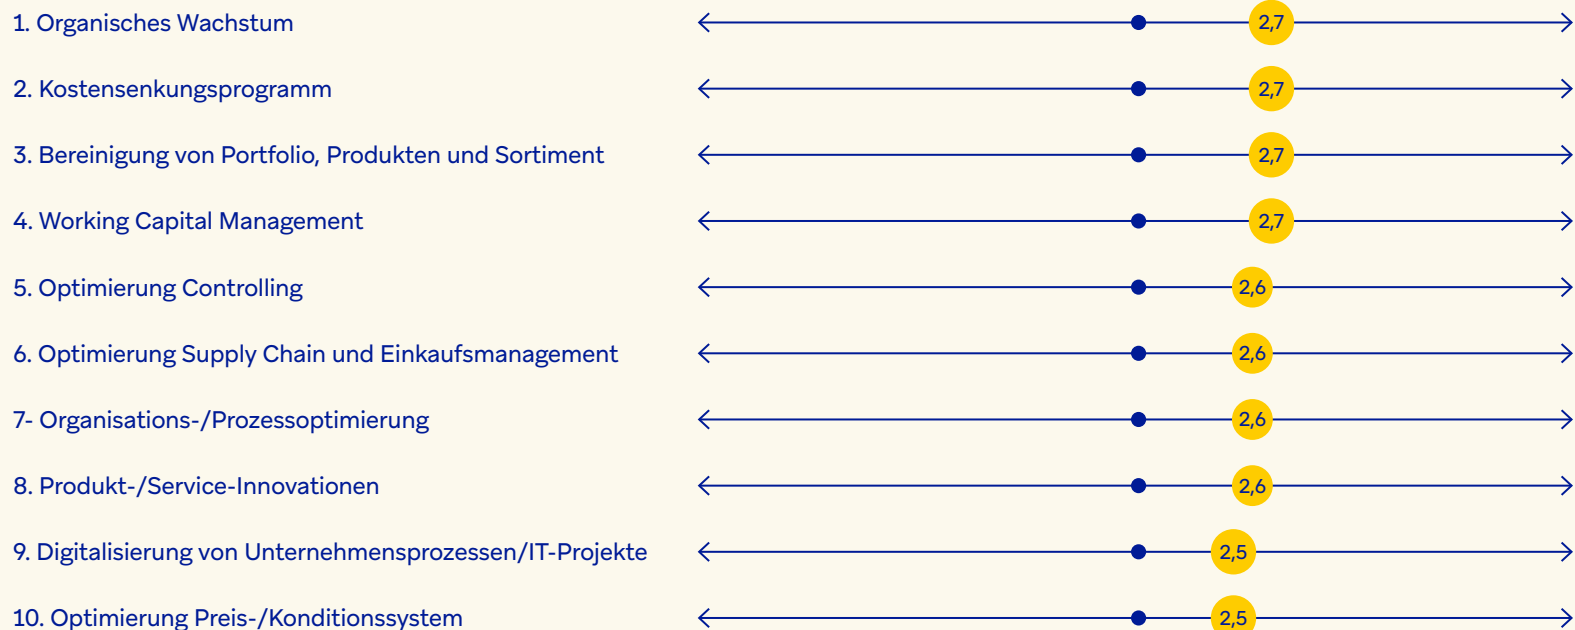 1. Organisches Wachstum 2,7
2. Kostensenkungsprogramm 2,7
3. Bereinigung von Portfolio, Produkten und Sortiment 2,7
4. Working Capital Management 2,7
5. Optimierung Controlling 2,6
6. Optimierung Supply Chain und Einkaufsmanagement 2,6
7- Organisations-/Prozessoptimierung 2,6
8. Produkt-/Service-Innovationen 2,6
9. Digitalisierung von Unternehmensprozessen/IT-Projekte 2,5
10. Optimierung Preis-/Konditionssystem 2,5